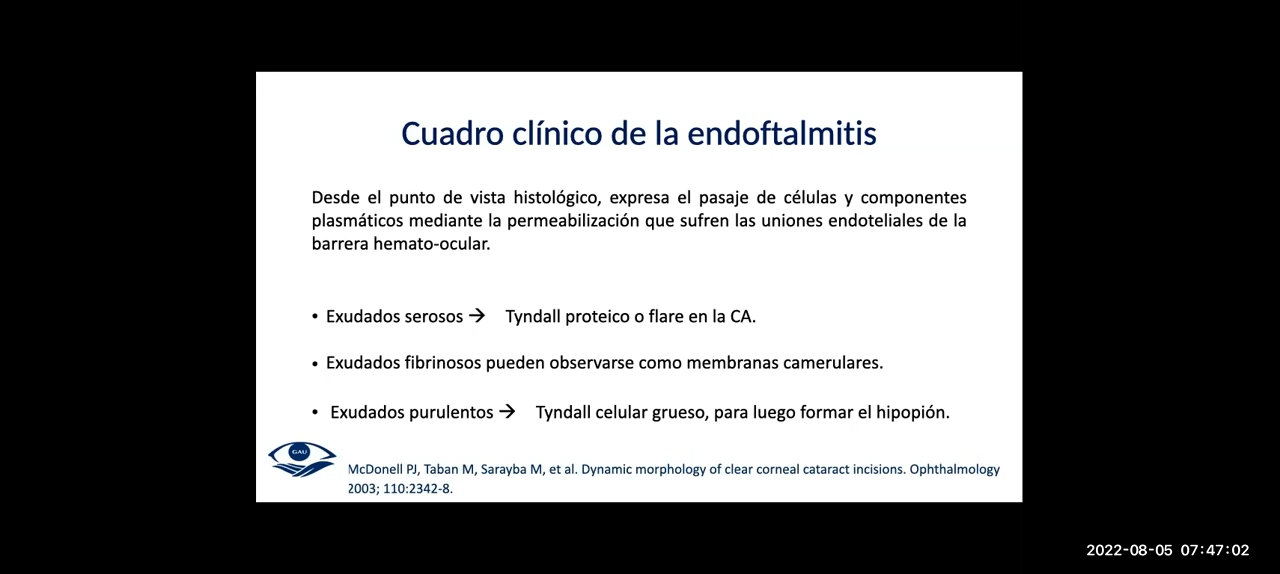 Cuadro clínico de la endoftalmitis
Desde el punto de vista histológico, expresa el pasaje de células y componentes
plasmáticos mediante la permeabilización que sufren las uniones endoteliales de la
barrera hemato-ocular.
• Exudados serosos → Tyndall proteico o flare en la CA.
• Exudados fibrinosos pueden observarse como membranas camerulares.
• Exudados purulentos → Tyndall celular grueso, para luego formar el hipopión.
GAU
McDonell PJ, Taban M, Sarayba M, et al. Dynamic morphology of clear corneal cataract incisions. Ophthalmology
2003; 110:2342-8.
2022-08-05 07:47:02